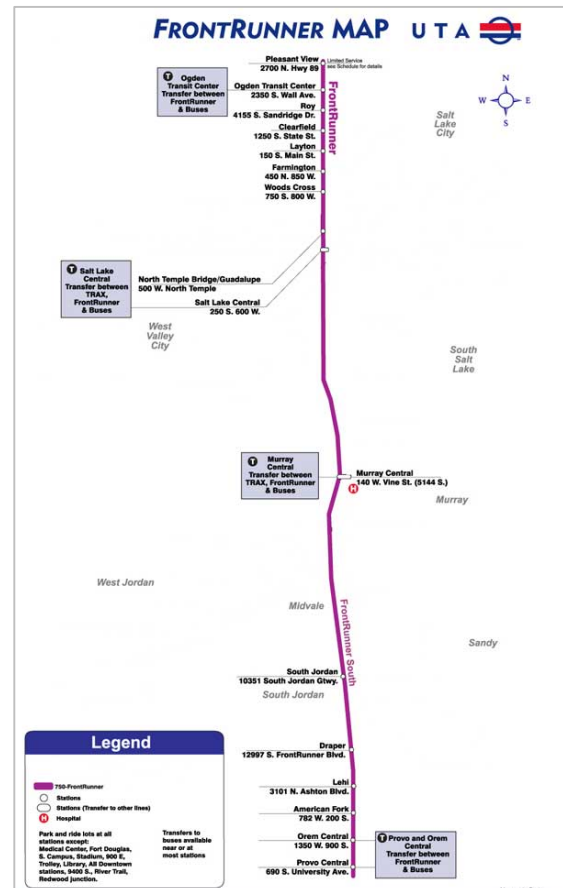 FRONTRUNNER MAP UTA
Pleasant View
2700 N. Hwy 89
Limited Service
see Schedule for details
T
Ogden
Transit Center
Transfer between
FrontRunner
& Buses
Ogden Transit Center
2350 S. Wall Ave.
Roy
4155 S. Sandridge Dr.
Clearfield
1250 S. State St.
Layton
150 S. Main St.
Farmington
450 N. 850 W.
Woods Cross
750 S. 800 W.
FrontRunner
N
W E
S
Salt
Lake
City
T
Salt Lake
Central
Transfer between
TRAX,
FrontRunner
& Buses
North Temple Bridge/Guadalupe
500 W. North Temple
Salt Lake Central
250 S. 600 W.
West
Valley
City
South
Salt
Lake
T
Murray
Central
Transfer between
TRAX, FrontRunner
& Buses
Murray Central
140 W. Vine St. (5144 S.)
H
Murray
West Jordan
Midvale
FrontRunner South
Sandy
South Jordan
10351 South Jordan Gtwy.
South Jordan
Draper
12997 S. FrontRunner Blvd.
Lehi
3101 N. Ashton Blvd.
American Fork
782 W. 200 S.
Orem Central
1350 W. 900 S.
Provo Central
690 S. University Ave.
T
Provo and Orem
Central
Transfer between
FrontRunner
& Buses
Legend
750-FrontRunner
Stations
Stations (Transfer to other lines)
H Hospital
Park and ride lots at all
stations except:
Medical Center, Fort Douglas,
S. Campus, Stadium, 900 E,
Trolley, Library, All Downtown
stations, 9400 S., River Trail,
Redwood junction.
Transfers to
buses available
near or at
most stations